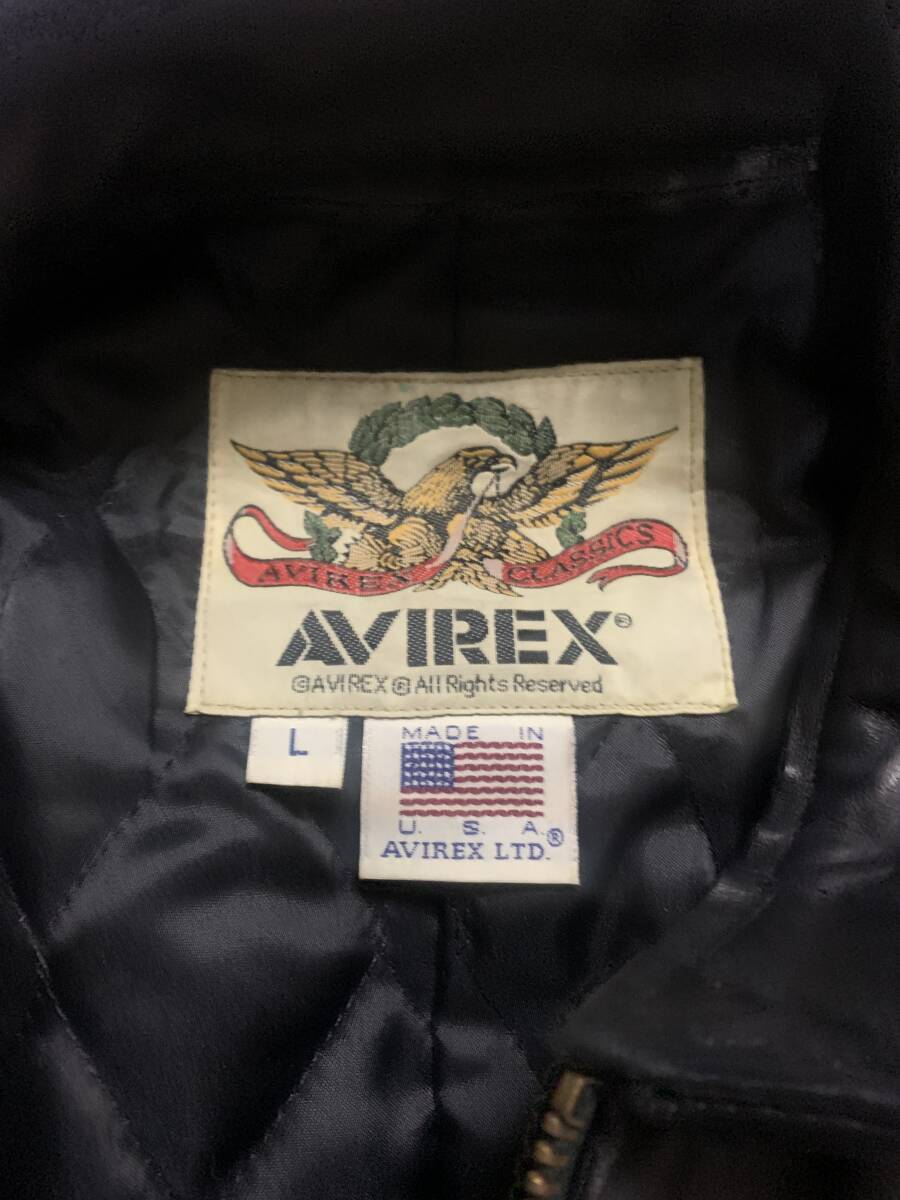 AVIREX CLASSICS
AVIREX®
©AVIREX® All Rights Reserved
L
MADE IN
U. S. A.
AVIREX LTD.®